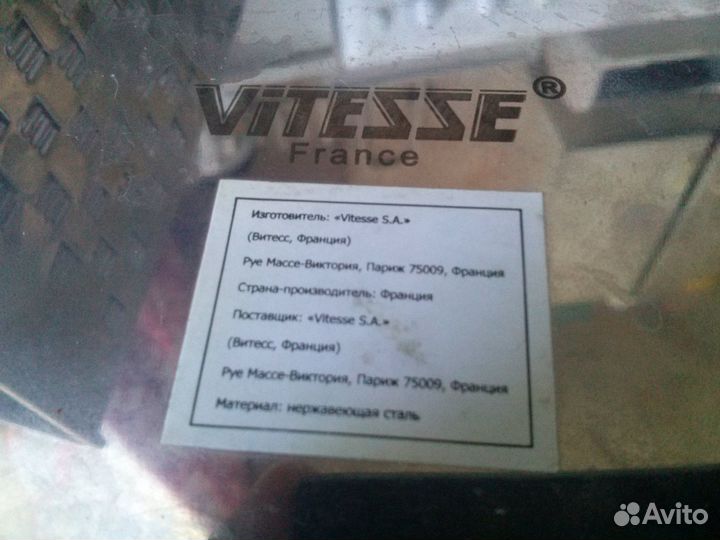 ViTESSE®
France
Изготовитель: «Vitesse S.A.»
(Витесс, Франция)
Руе Массе-Виктория, Париж 75009, Франция
Страна-производитель: Франция
Поставщик: «Vitesse S.A.»
(Витесс, Франция)
Руе Массе-Виктория, Париж 75009, Франция
Материал: нержавеющая сталь
Avito